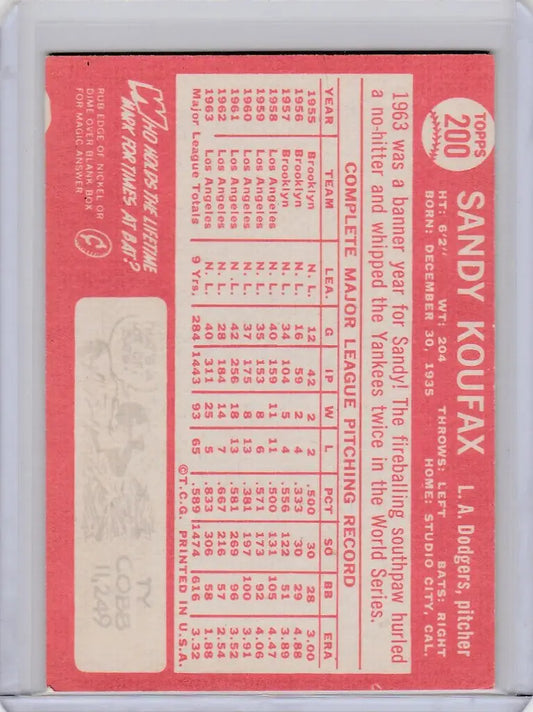 TOPPS
200
SANDY KOUFAX
L. A. Dodgers, pitcher
HT: 6'2" WT: 204 THROWS: LEFT BATS: RIGHT
BORN: DECEMBER 30, 1935 HOME: STUDIO CITY, CAL.
1963 was a banner year for Sandy! The fireballing southpaw hurled
a no-hitter and whipped the Yankees twice in the World Series.
COMPLETE MAJOR LEAGUE PITCHING RECORD
YEAR TEAM LEA. G IP W L PCT SO BB ERA
1955 Brooklyn N. L. 12 42 2 2 .500 30 28 3.00
1956 Brooklyn N. L. 16 59 2 4 .333 30 29 4.88
1957 Brooklyn N. L. 34 104 5 4 .556 122 51 3.89
1958 Los Angeles N. L. 40 159 11 11 .500 131 105 4.47
1959 Los Angeles N. L. 35 153 8 6 .571 173 92 4.06
1960 Los Angeles N. L. 37 175 8 13 .381 197 100 3.91
1961 Los Angeles N. L. 42 256 18 13 .581 269 96 3.52
1962 Los Angeles N. L. 28 184 14 7 .667 216 57 2.54
1963 Los Angeles N. L. 40 311 25 5 .833 306 58 1.88
Major League Totals 9 Yrs. 284 1443 93 65 .589 1474 616 3.32
©T.C.G. PRINTED IN U.S.A.
WHO HOLDS THE LIFETIME
MARK FOR TIMES AT BAT?
RUB EDGE OF NICKEL OR
DIME OVER BLANK BOX
FOR MAGIC ANSWER
TY
COBB
11,249